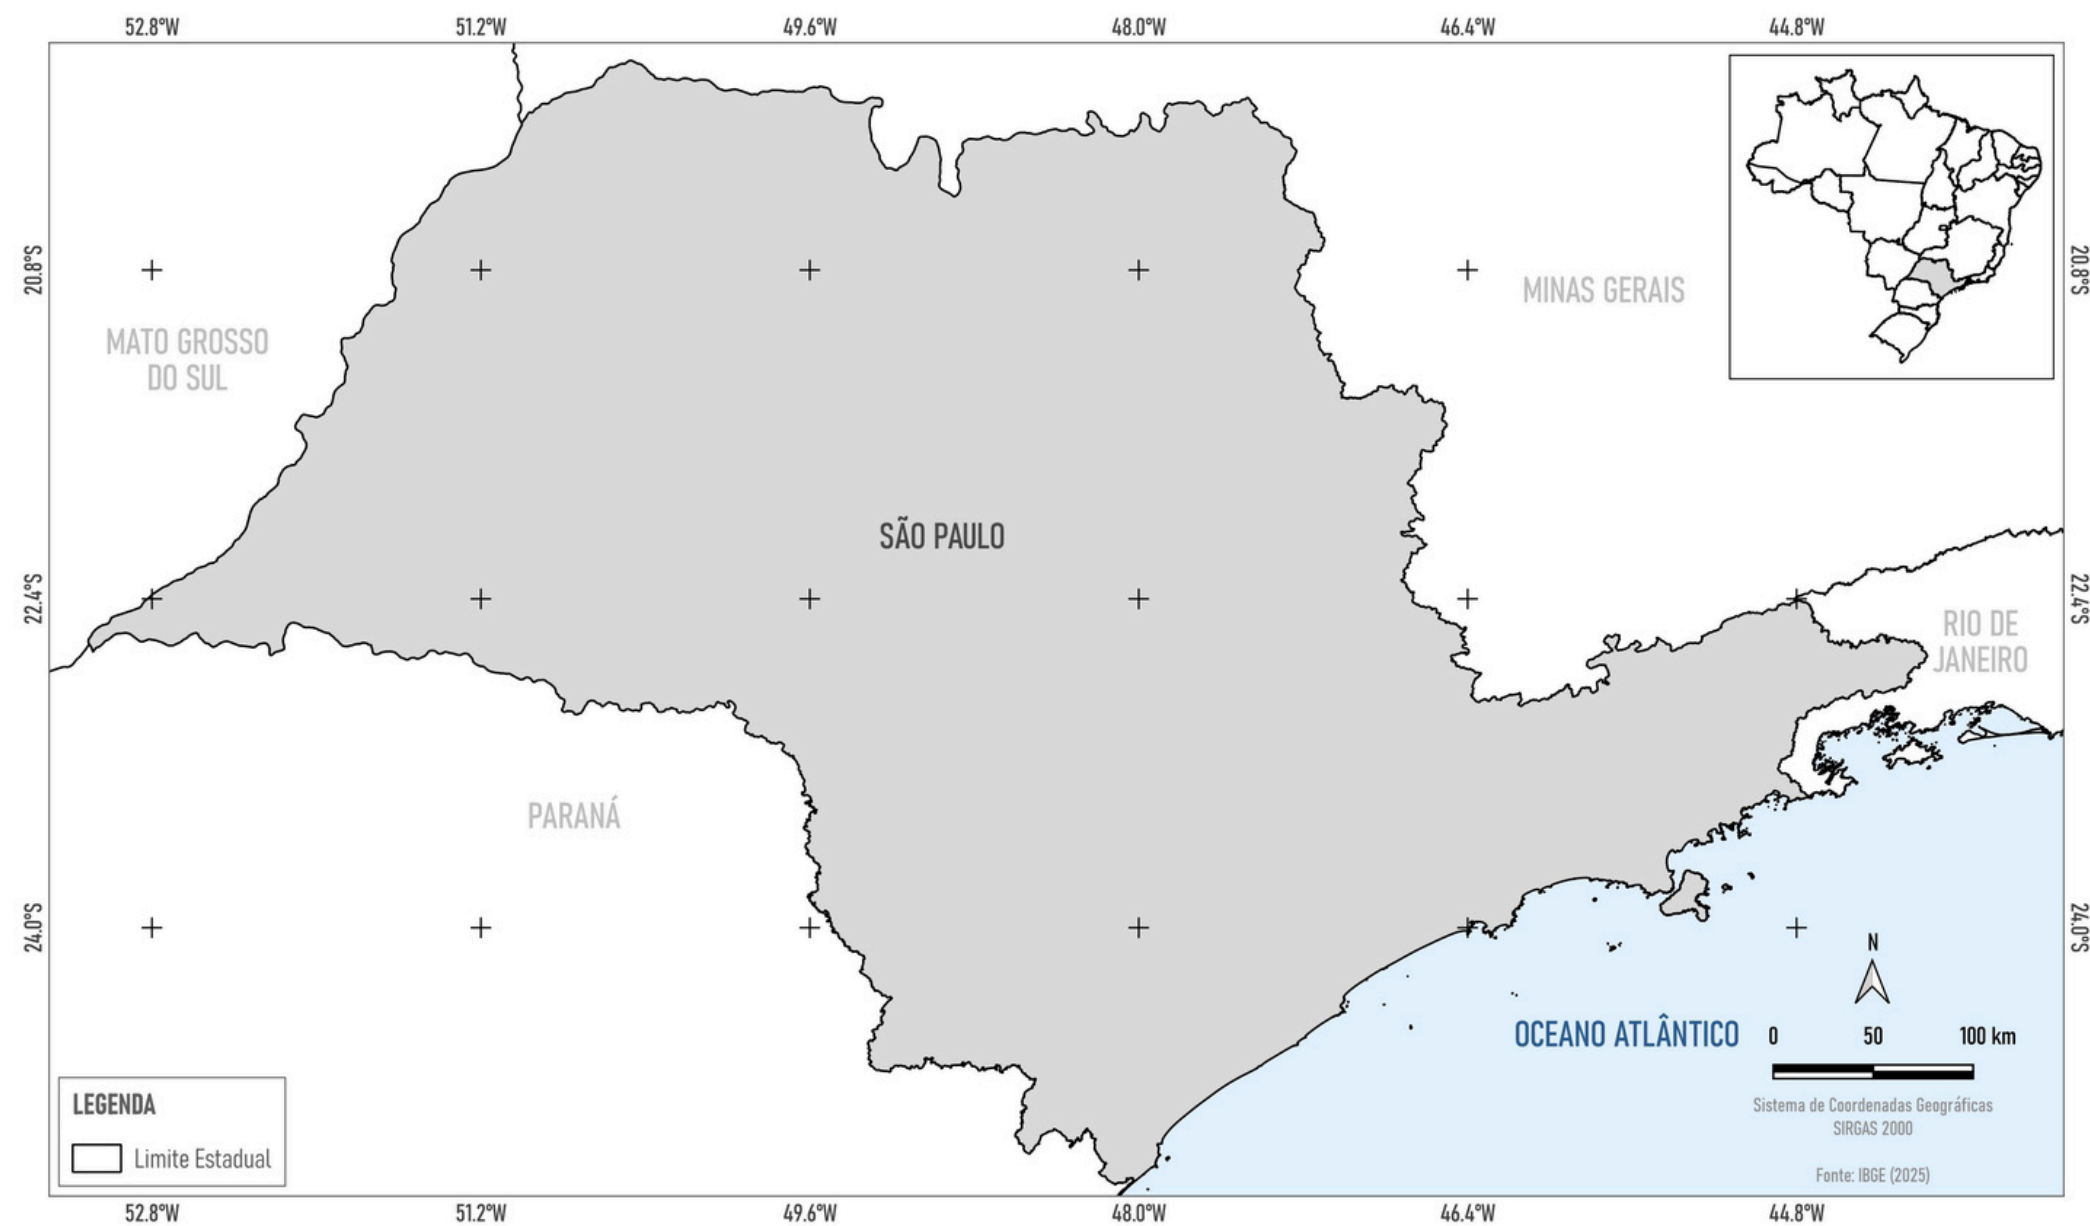 52.8°W 51.2°W 49.6°W 48.0°W 46.4°W 44.8°W
20.8°S
20.8°S
MINAS GERAIS
MATO GROSSO
DO SUL
SÃO PAULO
22.4°S
22.4°S
RIO DE
JANEIRO
PARANÁ
24.0°S
24.0°S
N
OCEANO ATLÂNTICO
0 50 100 km
Sistema de Coordenadas Geográficas
SIRGAS 2000
Fonte: IBGE (2025)
LEGENDA
Limite Estadual
52.8°W 51.2°W 49.6°W 48.0°W 46.4°W 44.8°W